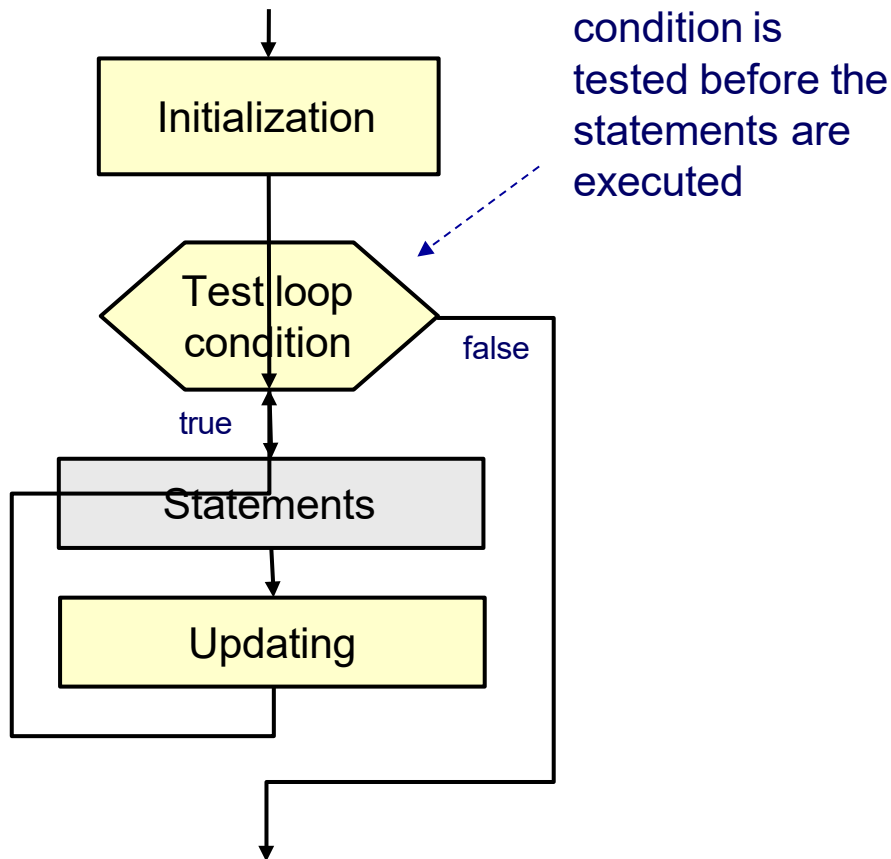 condition is
tested before the
statements are
executed
Initialization
Test loop
condition
false
true
Statements
Updating